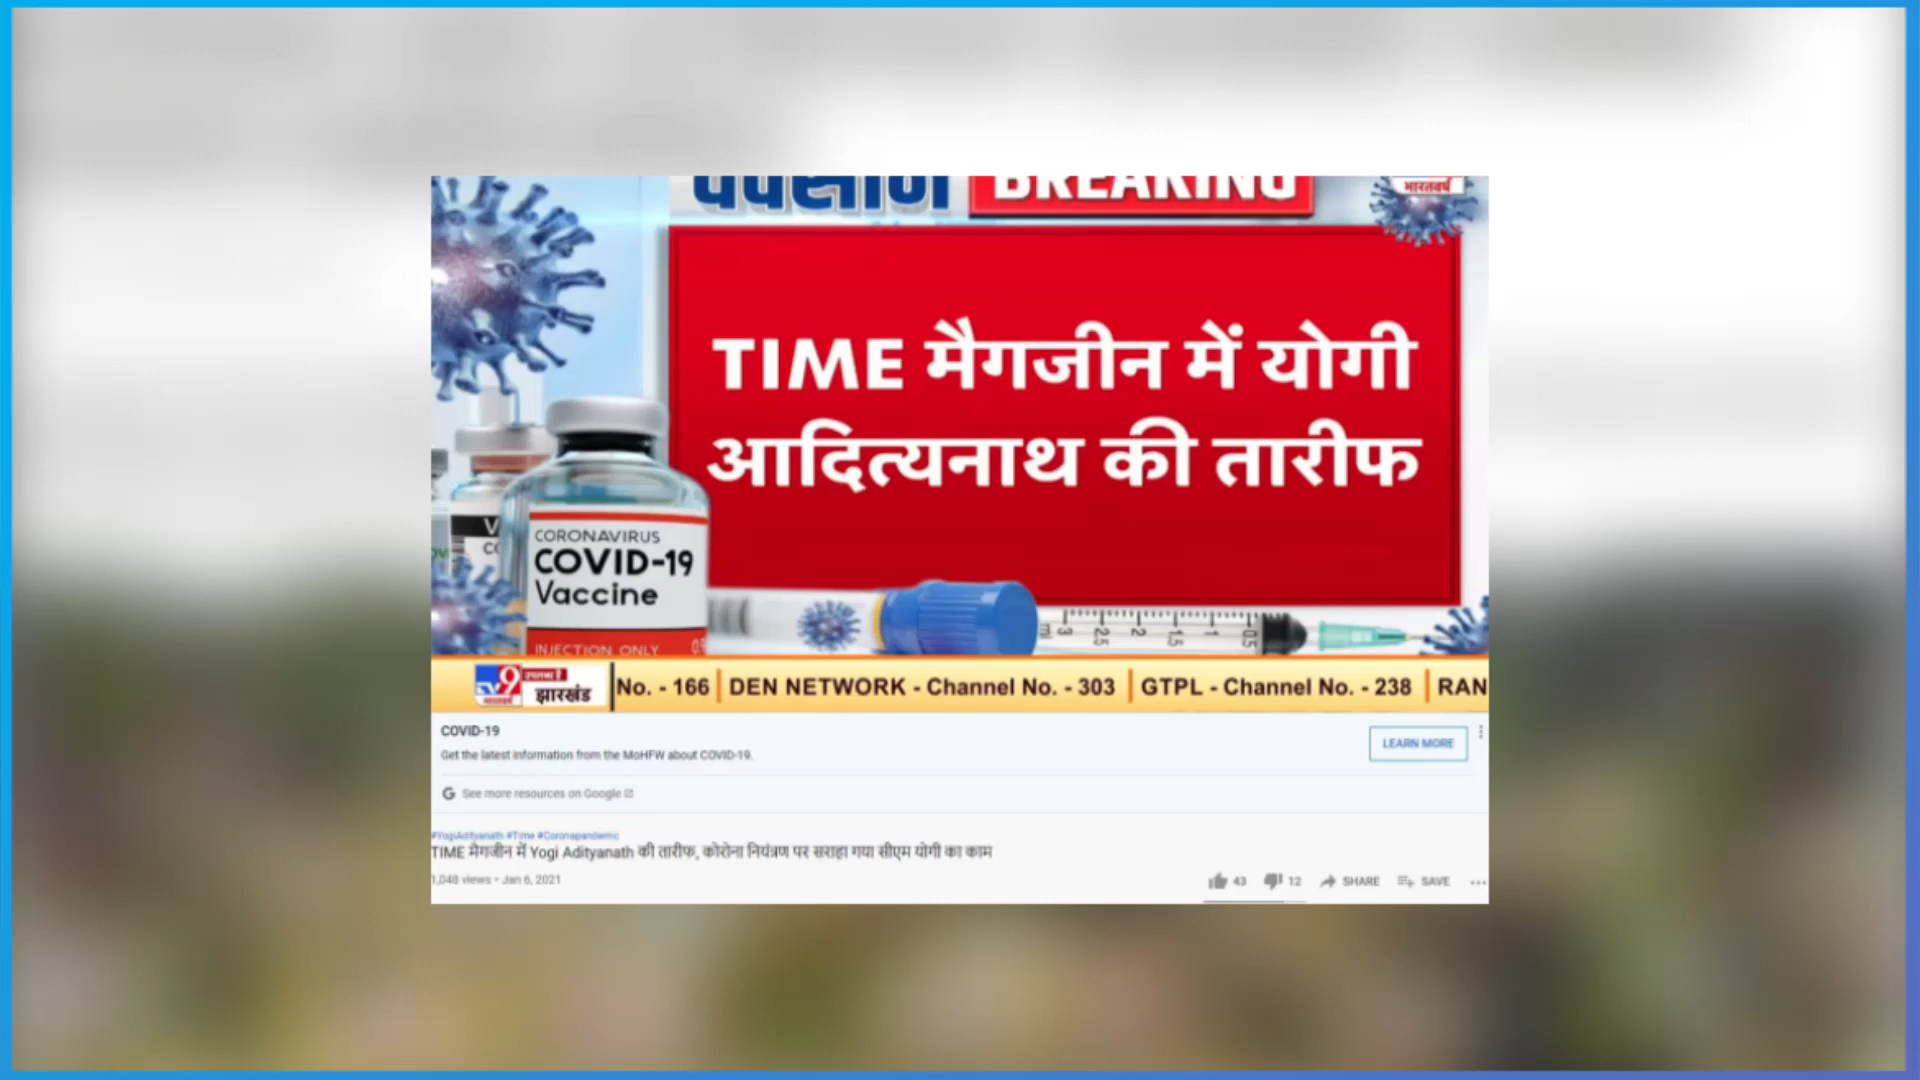 BREAKING
भारतवर्ष
TIME मैगजीन में योगी
आदित्यनाथ की तारीफ
CORONAVIRUS
COVID-19
Vaccine
INJECTION ONLY
TV9 झारखंड No. - 166 | DEN NETWORK - Channel No. - 303 | GTPL - Channel No. - 238 | RAN
COVID-19
Get the latest information from the MoHFW about COVID-19.
LEARN MORE
See more resources on Google
#YogiAdityanath #Time #Coronapandemic
TIME मैगजीन में Yogi Adityanath की तारीफ, कोरोना नियंत्रण पर सराहा गया सीएम योगी का काम
1,048 views • Jan 6, 2021
43 12 SHARE SAVE